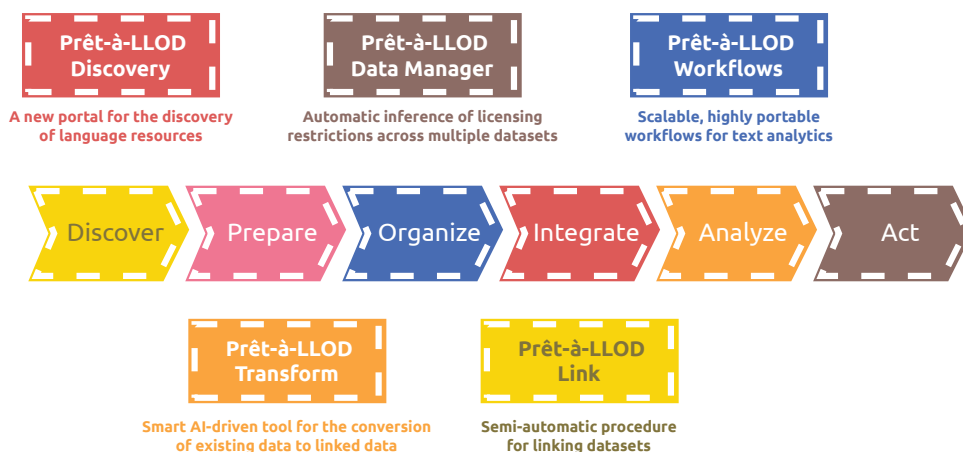 Prêt-à-LLOD
Discovery
A new portal for the discovery
of language resources
Prêt-à-LLOD
Data Manager
Automatic inference of licensing
restrictions across multiple datasets
Prêt-à-LLOD
Workflows
Scalable, highly portable
workflows for text analytics
Discover
Prepare
Organize
Integrate
Analyze
Act
Prêt-à-LLOD
Transform
Smart AI-driven tool for the conversion
of existing data to linked data
Prêt-à-LLOD
Link
Semi-automatic procedure
for linking datasets